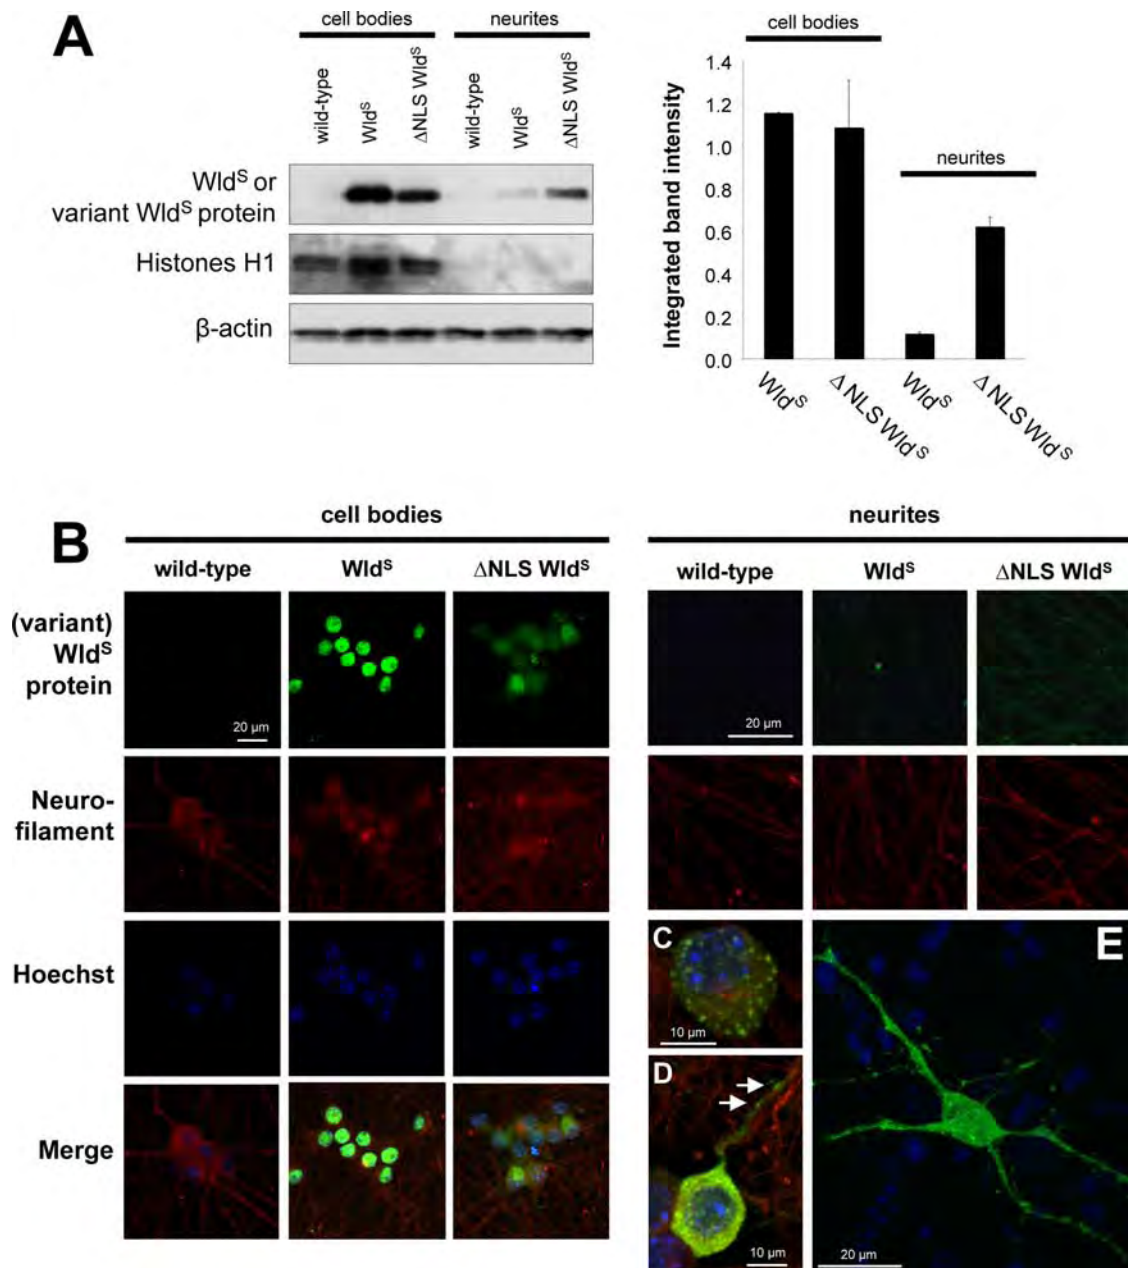 A
cell bodies
neurites
wild-type
Wldˢ
ΔNLS Wldˢ
wild-type
Wldˢ
ΔNLS Wldˢ
Wldˢ or
variant Wldˢ protein
Histones H1
β-actin
cell bodies
neurites
Integrated band intensity
1.4
1.2
1.0
0.8
0.6
0.4
0.2
0.0
Wldˢ
Δ NLS Wldˢ
Wldˢ
Δ NLS Wldˢ
B
cell bodies
neurites
wild-type
Wldˢ
ΔNLS Wldˢ
wild-type
Wldˢ
ΔNLS Wldˢ
(variant)
Wldˢ
protein
20 μm
20 μm
Neuro-
filament
Hoechst
Merge
C
10 μm
D
10 μm
E
20 μm